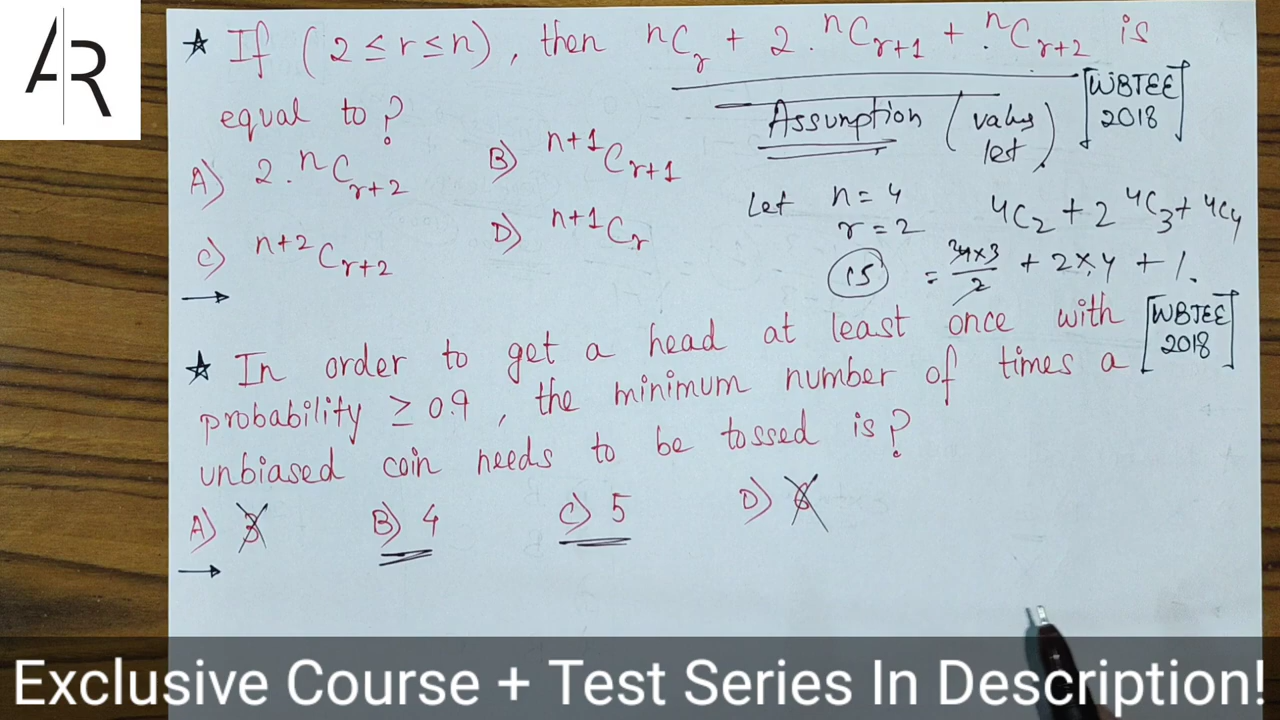 AR
★ If (2 ≤ r ≤ n), then ⁿCᵣ + 2.ⁿCᵣ₊₁ + ⁿCᵣ₊₂ is
equal to?
[WBJEE
2018]
Assumption (value
let)
A) 2.ⁿCᵣ₊₂ B) ⁿ⁺¹Cᵣ₊₁
C) ⁿ⁺²Cᵣ₊₂ D) ⁿ⁺¹Cᵣ
→
Let n = 4
r = 2
⁴C₂ + 2 ⁴C₃ + ⁴C₄
15 = 4×3/2 + 2×4 + 1.
★ In order to get a head at least once with
probability ≥ 0.9, the minimum number of times a
unbiased coin needs to be tossed is?
[WBJEE
2018]
A) 3 B) 4 C) 5 D) 6
→
Exclusive Course + Test Series In Description!